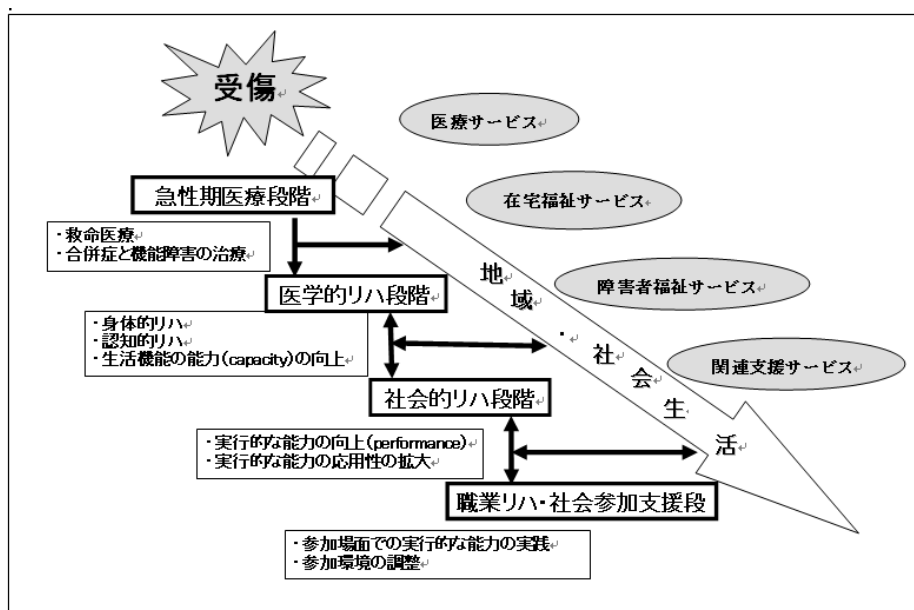 受傷
医療サービス
急性期医療段階
在宅福祉サービス
・救命医療
・合併症と機能障害の治療
地域・社会生活
医学的リハ段階
障害者福祉サービス
・身体的リハ
・認知的リハ
・生活機能の能力(capacity)の向上
関連支援サービス
社会的リハ段階
・実行的な能力の向上(performance)
・実行的な能力の応用性の拡大
職業リハ・社会参加支援段
・参加場面での実行的な能力の実践
・参加環境の調整